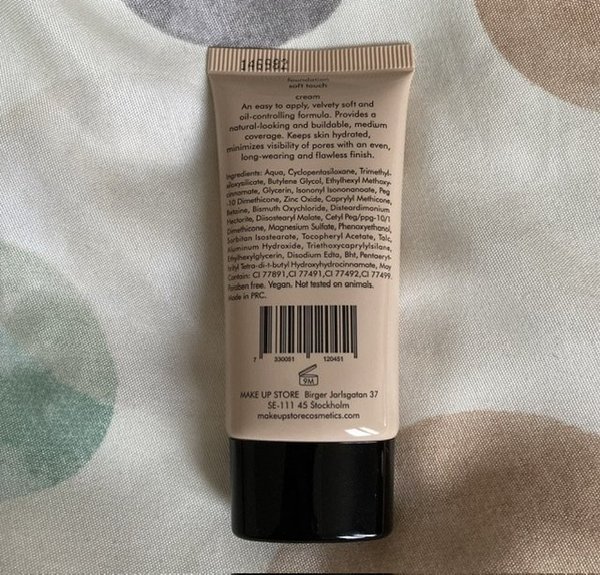 146982
foundation
soft touch
cream
An easy to apply, velvety soft and
oil-controlling formula. Provides a
natural-looking and buildable, medium
coverage. Keeps skin hydrated,
minimizes visibility of pores with an even,
long-wearing and flawless finish.
Ingredients: Aqua, Cyclopentasiloxane, Trimethyl-
siloxysilicate, Butylene Glycol, Ethylhexyl Methoxy-
cinnamate, Glycerin, Isononyl Isononanoate, Peg
-10 Dimethicone, Zinc Oxide, Caprylyl Methicone,
Betaine, Bismuth Oxychloride, Disteardimonium
Hectorite, Diisostearyl Malate, Cetyl Peg/ppg-10/1
Dimethicone, Magnesium Sulfate, Phenoxyethanol,
Sorbitan Isostearate, Tocopheryl Acetate, Talc,
Aluminum Hydroxide, Triethoxycaprylylsilane,
Ethylhexylglycerin, Disodium Edta, Bht, Pentaeryt-
hrityl Tetra-di-t-butyl Hydroxyhydrocinnamate, May
Contain: CI 77891,CI 77491,CI 77492,CI 77499.
Paraben free. Vegan. Not tested on animals.
Made in PRC.
7 330051 120451
9M
MAKE UP STORE Birger Jarlsgatan 37
SE-111 45 Stockholm
makeupstorecosmetics.com